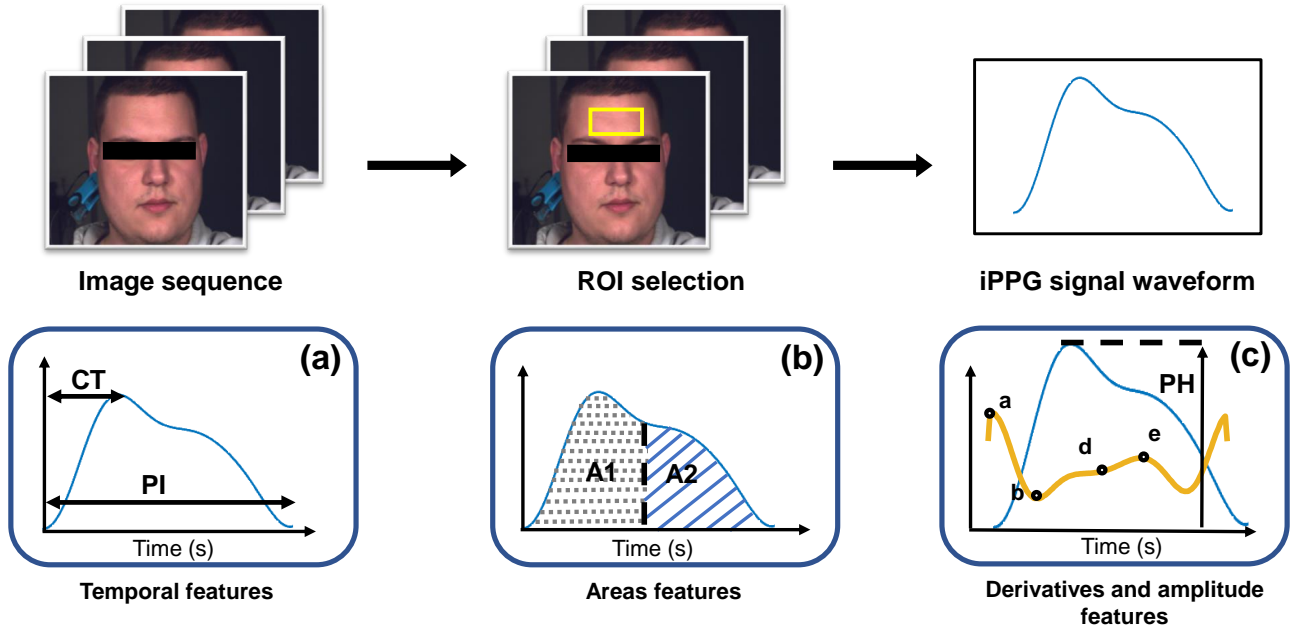 Image sequence
ROI selection
iPPG signal waveform
(a)
CT
PI
Time (s)
Temporal features
(b)
A1
A2
Time (s)
Areas features
(c)
PH
a
b
d
e
Time (s)
Derivatives and amplitude
features